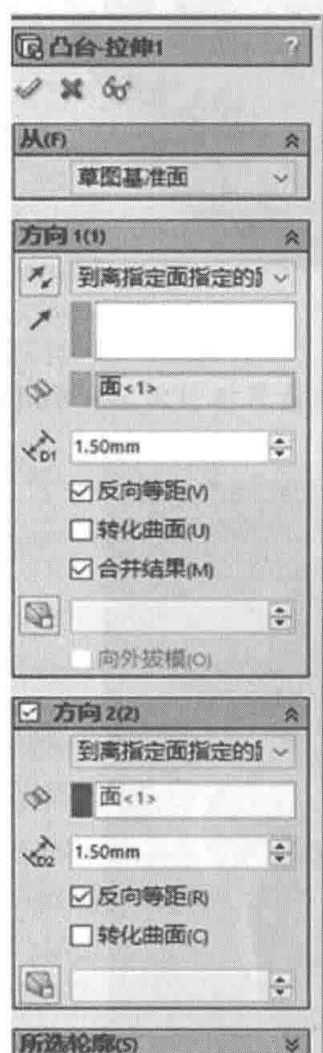 凸台-拉伸1 ?
从(F)
草图基准面
方向 1(1)
到离指定面指定的
面<1>
D1 1.50mm
反向等距(V)
转化曲面(U)
合并结果(M)
向外拔模(O)
方向 2(2)
到离指定面指定的
面<1>
D2 1.50mm
反向等距(R)
转化曲面(C)
所选轮廓(S)